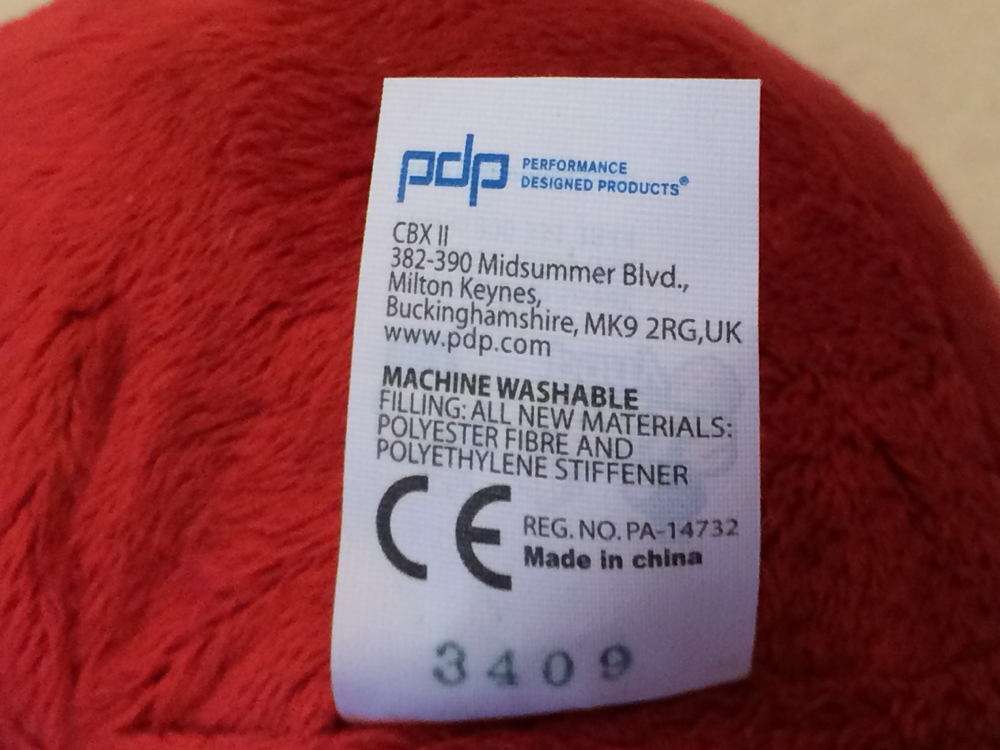 pdp PERFORMANCE
DESIGNED PRODUCTS®
CBX II
382-390 Midsummer Blvd.,
Milton Keynes,
Buckinghamshire, MK9 2RG,UK
www.pdp.com
MACHINE WASHABLE
FILLING: ALL NEW MATERIALS:
POLYESTER FIBRE AND
POLYETHYLENE STIFFENER
CE REG. NO. PA-14732
Made in china
3409